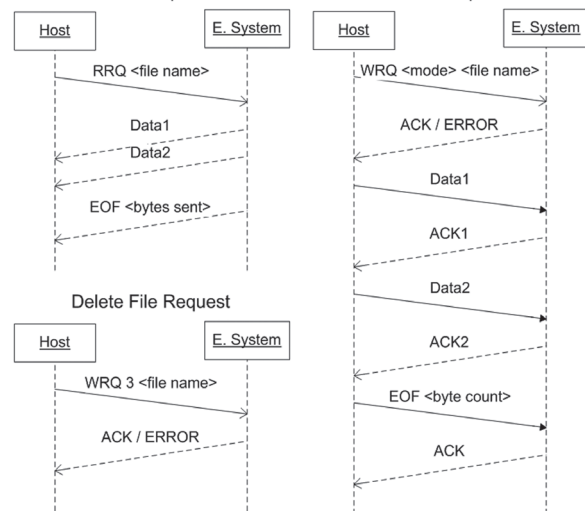 Host
E. System
RRQ <file name>
Data1
Data2
EOF <bytes sent>
Delete File Request
Host
E. System
WRQ 3 <file name>
ACK / ERROR
Host
E. System
WRQ <mode> <file name>
ACK / ERROR
Data1
ACK1
Data2
ACK2
EOF <byte count>
ACK